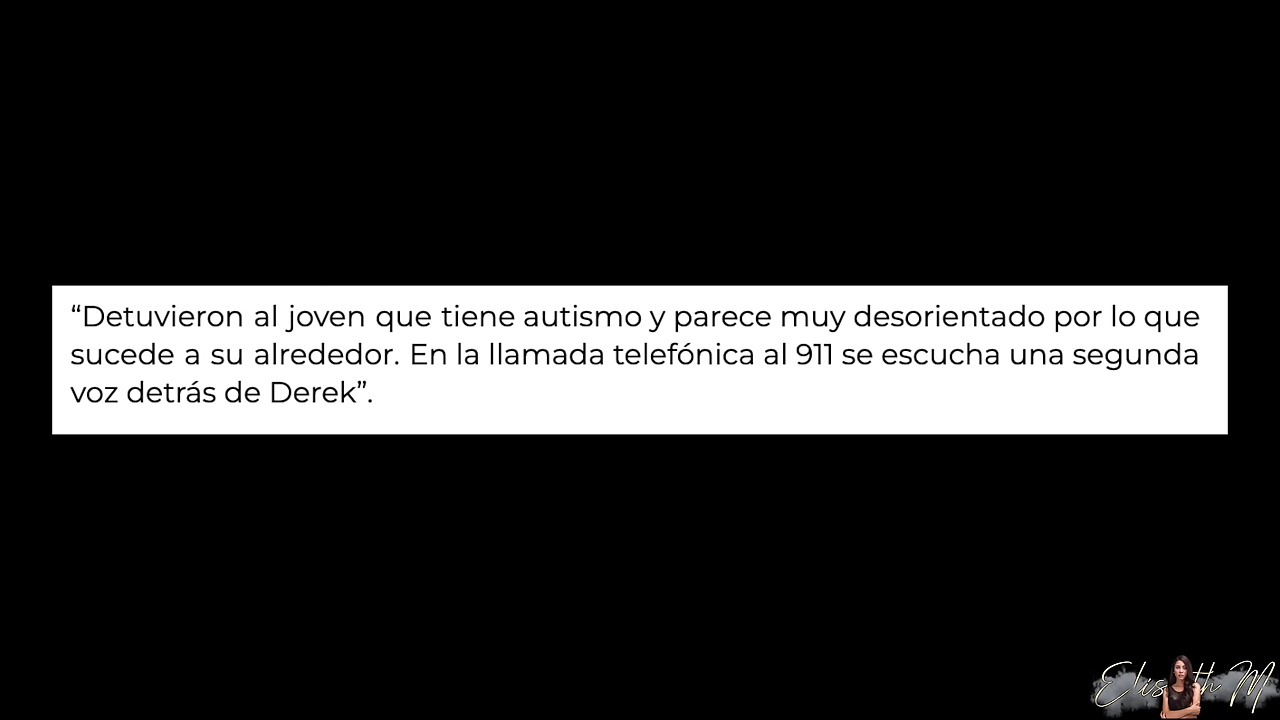 “Detuvieron al joven que tiene autismo y parece muy desorientado por lo que
sucede a su alrededor. En la llamada telefónica al 911 se escucha una segunda
voz detrás de Derek”.